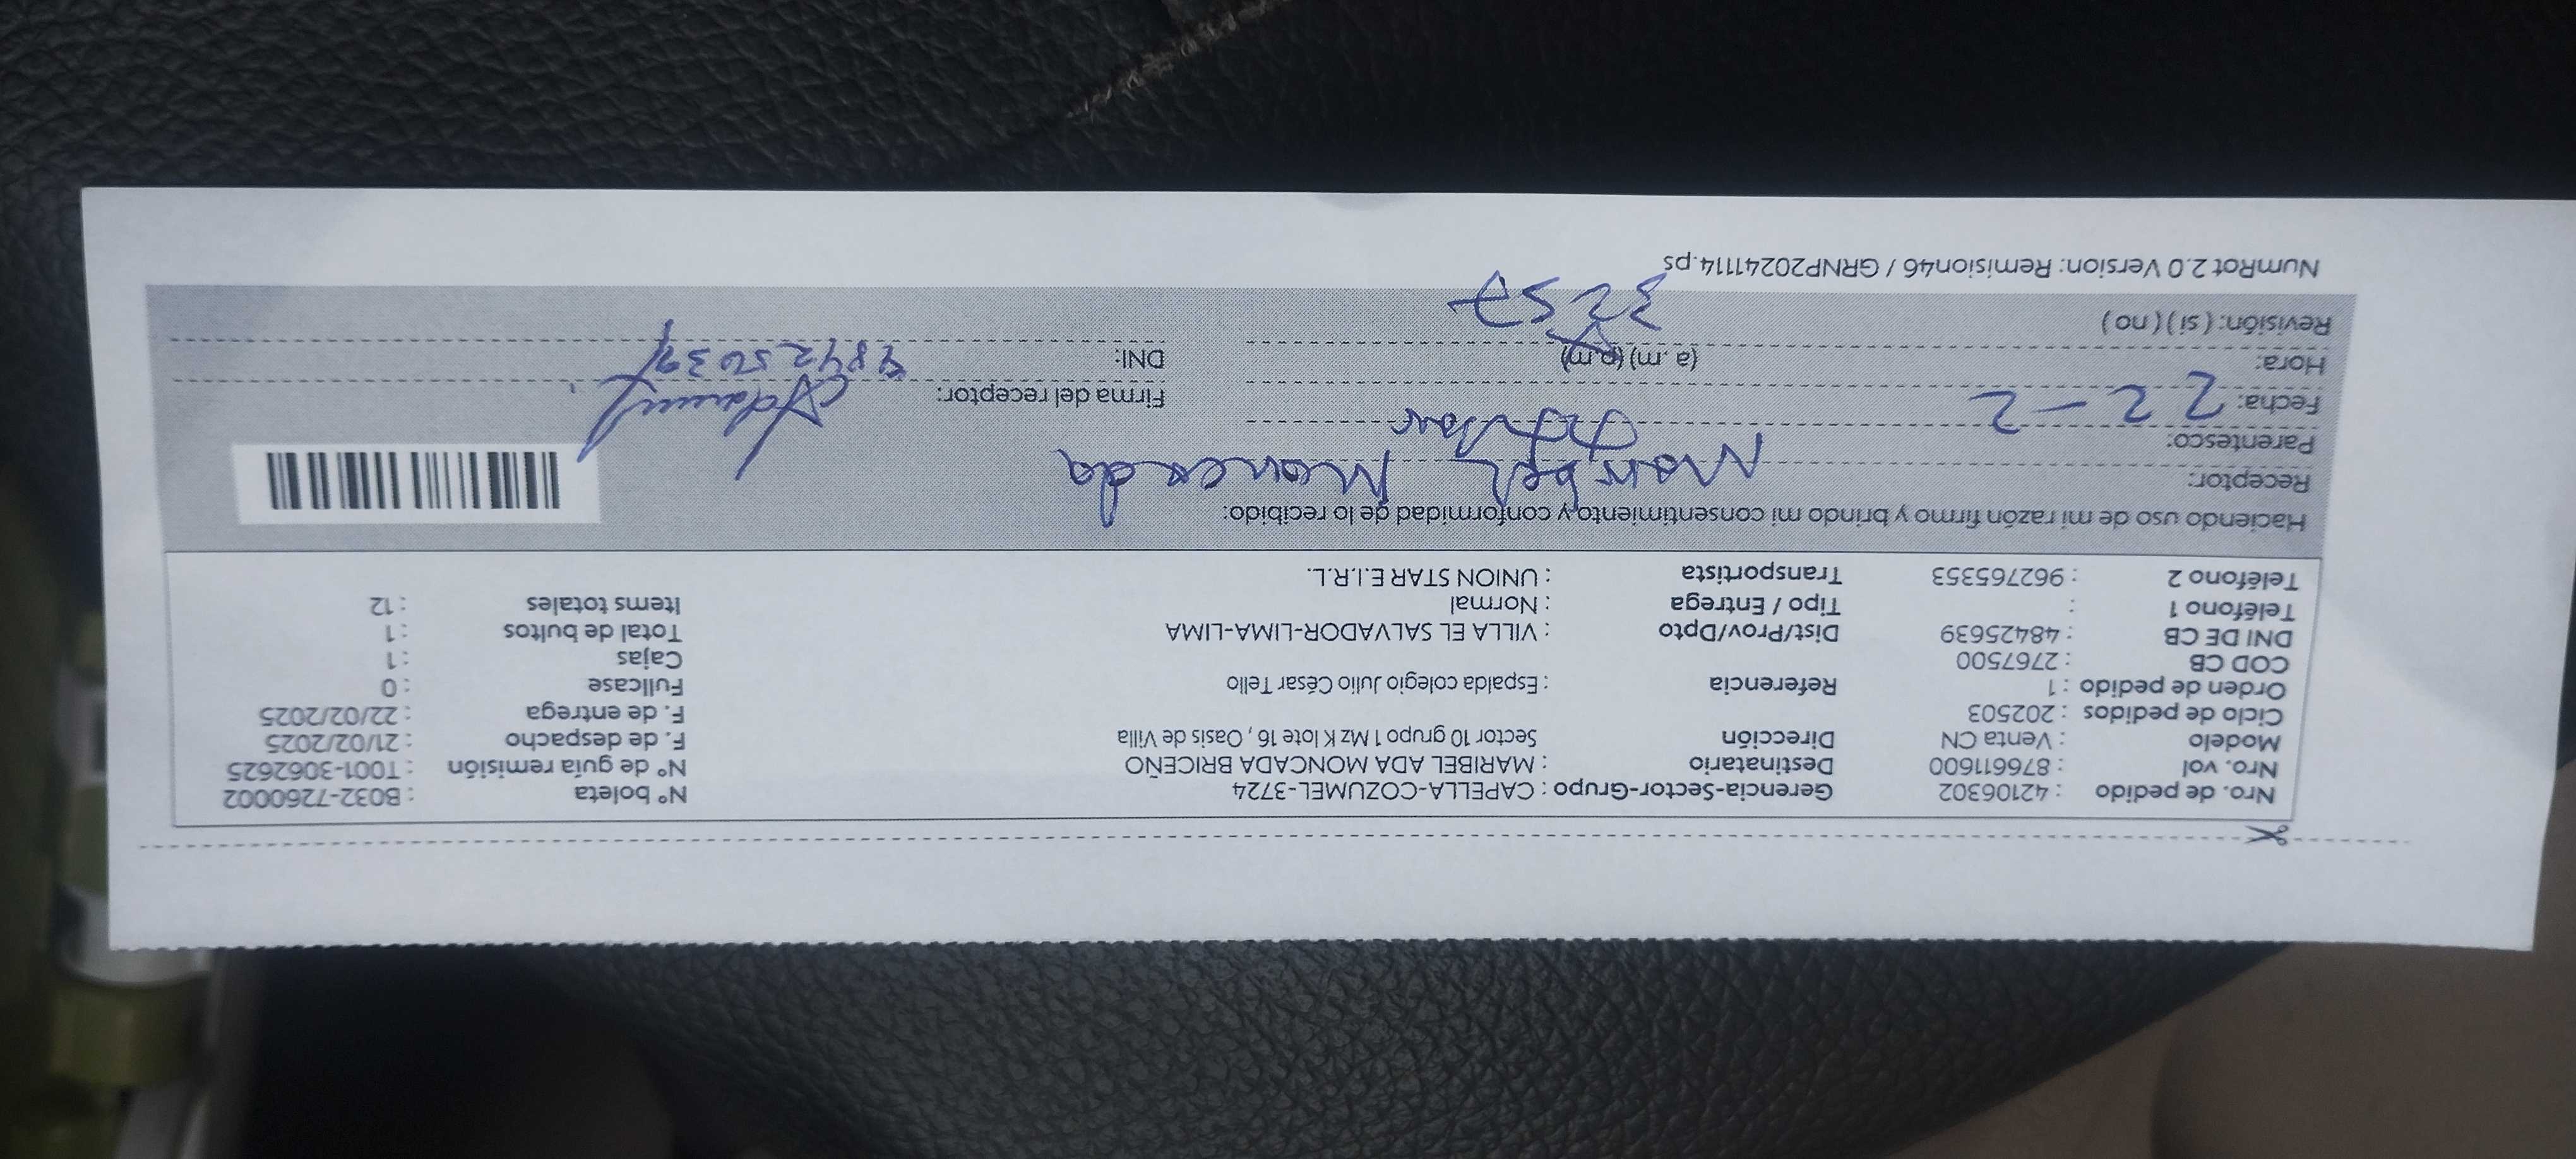 Nro. de pedido : 42106302 Gerencia-Sector-Grupo : CAPELLA-COZUMEL-3724 N° boleta : B032-7260002
Nro. vol : 876611600 Destinatario : MARIBEL ADA MONCADA BRICEÑO N° de guía remisión : T001-3062625
Modelo : Venta CN Dirección Sector 10 grupo 1 Mz K lote 16 , Oasis de Villa F. de despacho : 21/02/2025
Ciclo de pedidos : 202503 F. de entrega : 22/02/2025
Orden de pedido : 1 Referencia : Espalda colegio Julio César Tello Fullcase : 0
COD CB : 2767500 Cajas : 1
DNI DE CB : 48425639 Dist/Prov/Dpto : VILLA EL SALVADOR-LIMA-LIMA Total de bultos : 1
Teléfono 1 : Tipo / Entrega : Normal Items totales : 12
Teléfono 2 : 962765353 Transportista : UNION STAR E.I.R.L.
Haciendo uso de mi razón firmo y brindo mi consentimiento y conformidad de lo recibido:
Receptor: Maribel Moncada
Parentesco: Titular
Fecha: 22-2 Firma del receptor:
Hora: (a.m) (p.m) DNI: 48425639
Revisión: ( si ) ( no ) 3257
NumRot 2.0 Version: Remision46 / GRNP20241114.ps